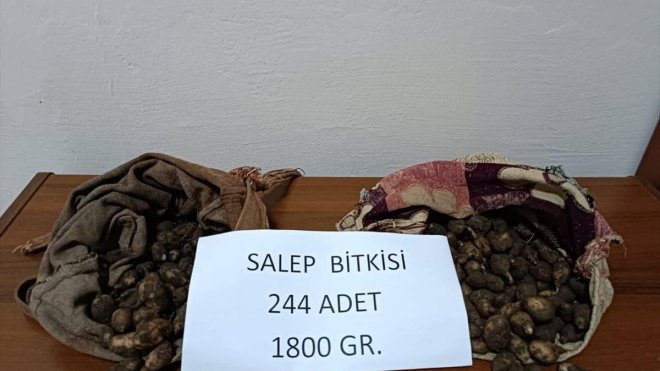 SALEP BİTKİSİ
244 ADET
1800 GR.